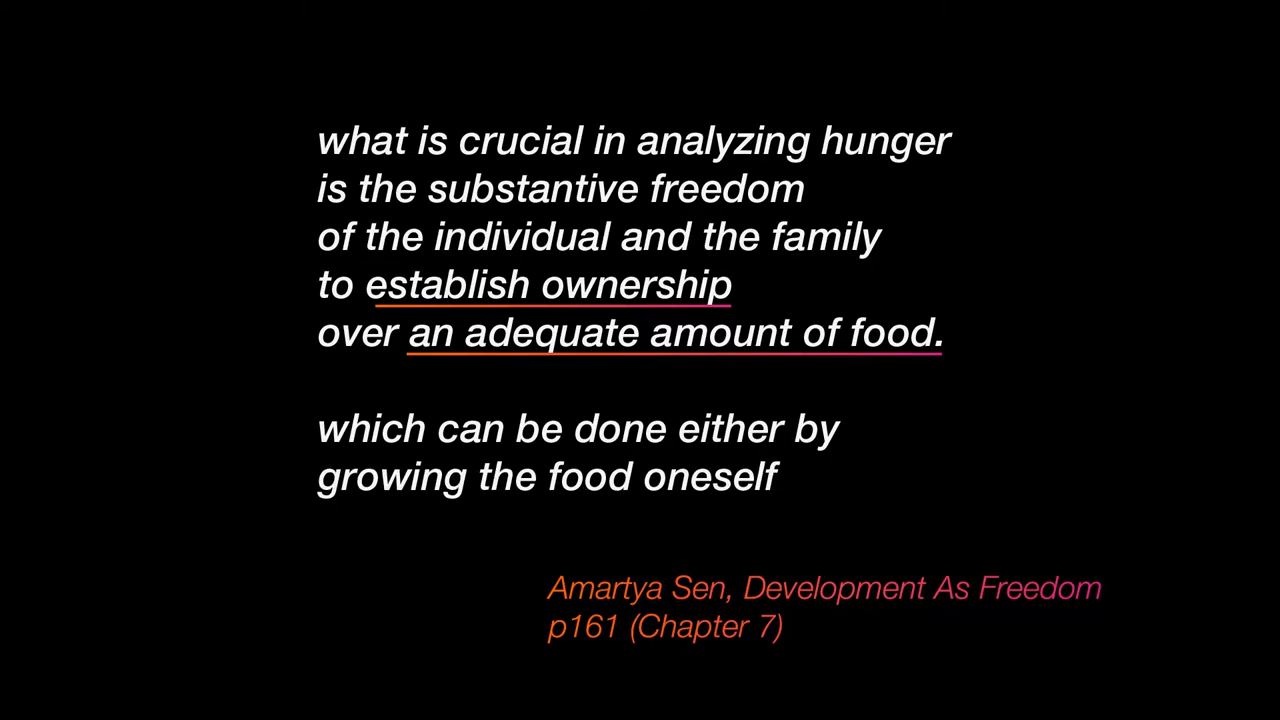 what is crucial in analyzing hunger
is the substantive freedom
of the individual and the family
to establish ownership
over an adequate amount of food.
which can be done either by
growing the food oneself
Amartya Sen, Development As Freedom
p161 (Chapter 7)